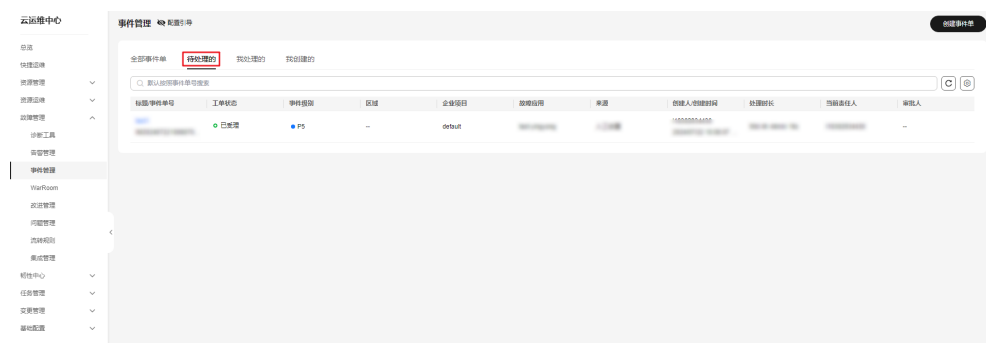 云运维中心
总览
快捷运维
资源管理
资源运维
故障管理
诊断工具
告警管理
事件管理
WarRoom
改进管理
问题管理
流转规则
集成管理
韧性中心
任务管理
变更管理
基础配置
事件管理 配置引导
创建事件单
全部事件单 待处理的 我处理的 我创建的
默认按照事件单号搜索
标题/事件单号 工单状态 事件级别 区域 企业项目 故障应用 来源 创建人/创建时间 处理时长 当前责任人 审批人
已受理 P5 -- default --